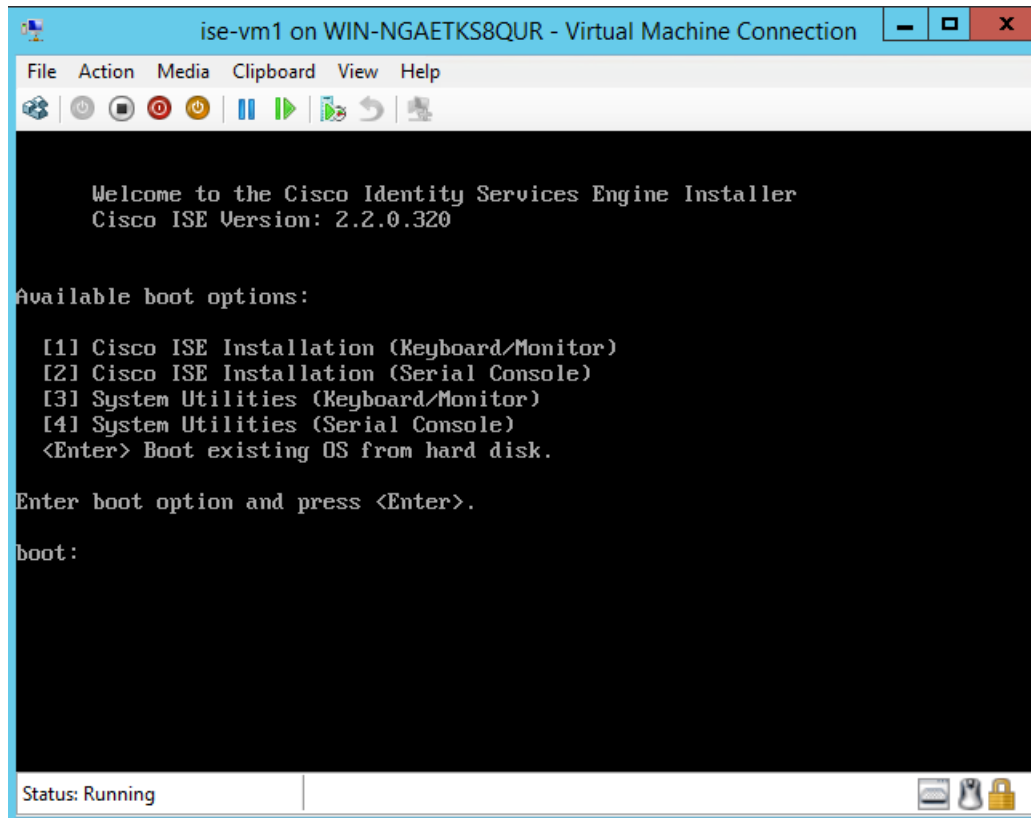 ise-vm1 on WIN-NGAETKS8QUR - Virtual Machine Connection
File Action Media Clipboard View Help
Welcome to the Cisco Identity Services Engine Installer
Cisco ISE Version: 2.2.0.320
Available boot options:
[1] Cisco ISE Installation (Keyboard/Monitor)
[2] Cisco ISE Installation (Serial Console)
[3] System Utilities (Keyboard/Monitor)
[4] System Utilities (Serial Console)
<Enter> Boot existing OS from hard disk.
Enter boot option and press <Enter>.
boot:
Status: Running